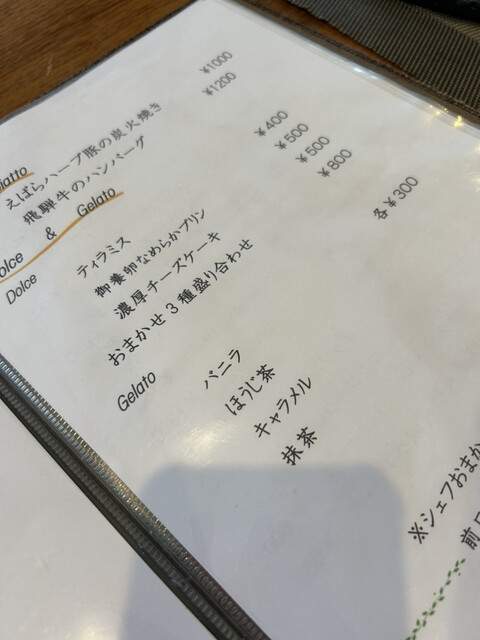 えばらハーブ豚の炭火焼き ¥1000
飛騨牛のハンバーグ ¥1200
& Gelato
Dolce
ティラミス ¥400
御養卵なめらかプリン ¥500
濃厚チーズケーキ ¥500
おまかせ3種盛り合わせ ¥800
Gelato 各¥300
バニラ
ほうじ茶
キャラメル
抹茶
※シェフおまか